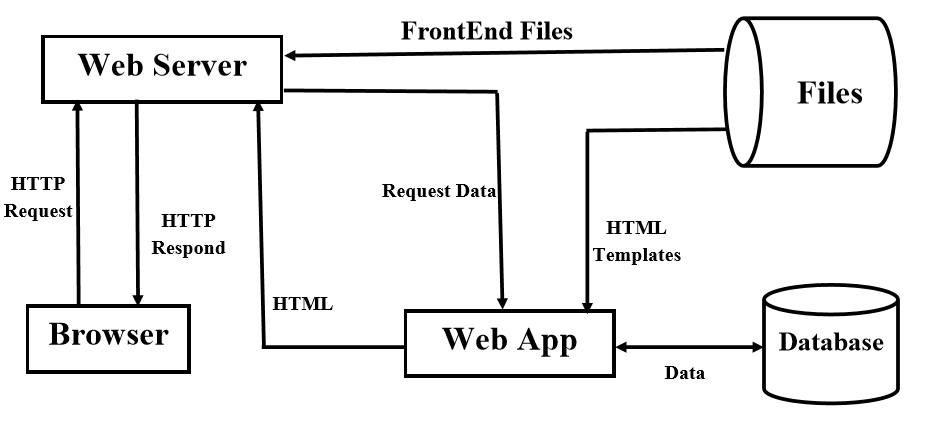 FrontEnd Files
Web Server
Files
HTTP
Request
HTTP
Respond
Request Data
HTML
Templates
HTML
Browser
Web App
Database
Data